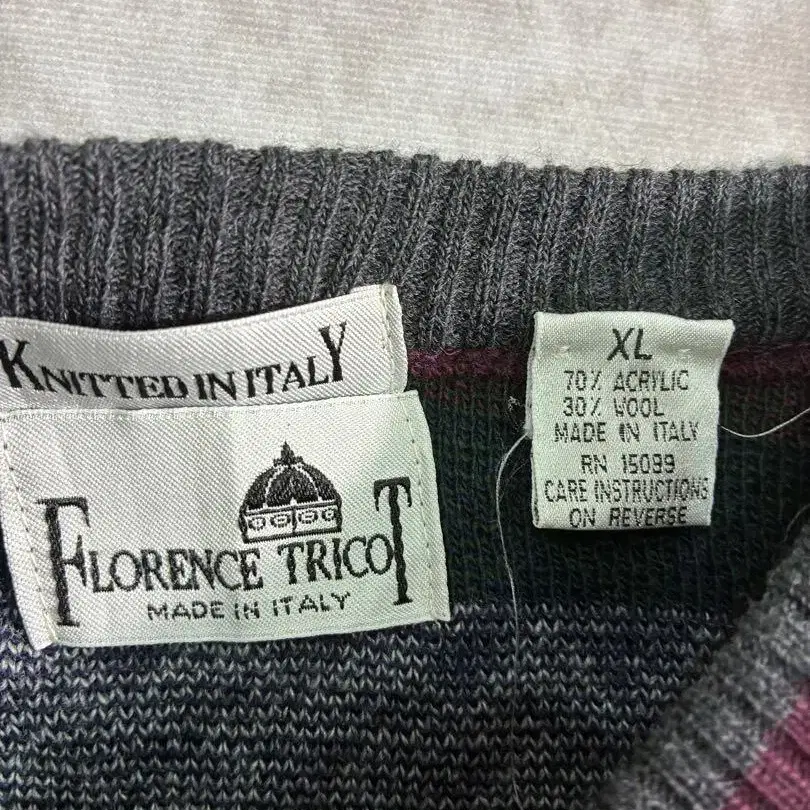 KNITTED IN ITALY
FLORENCE TRICOT
MADE IN ITALY
XL
70% ACRYLIC
30% WOOL
MADE IN ITALY
RN 15099
CARE INSTRUCTIONS
ON REVERSE